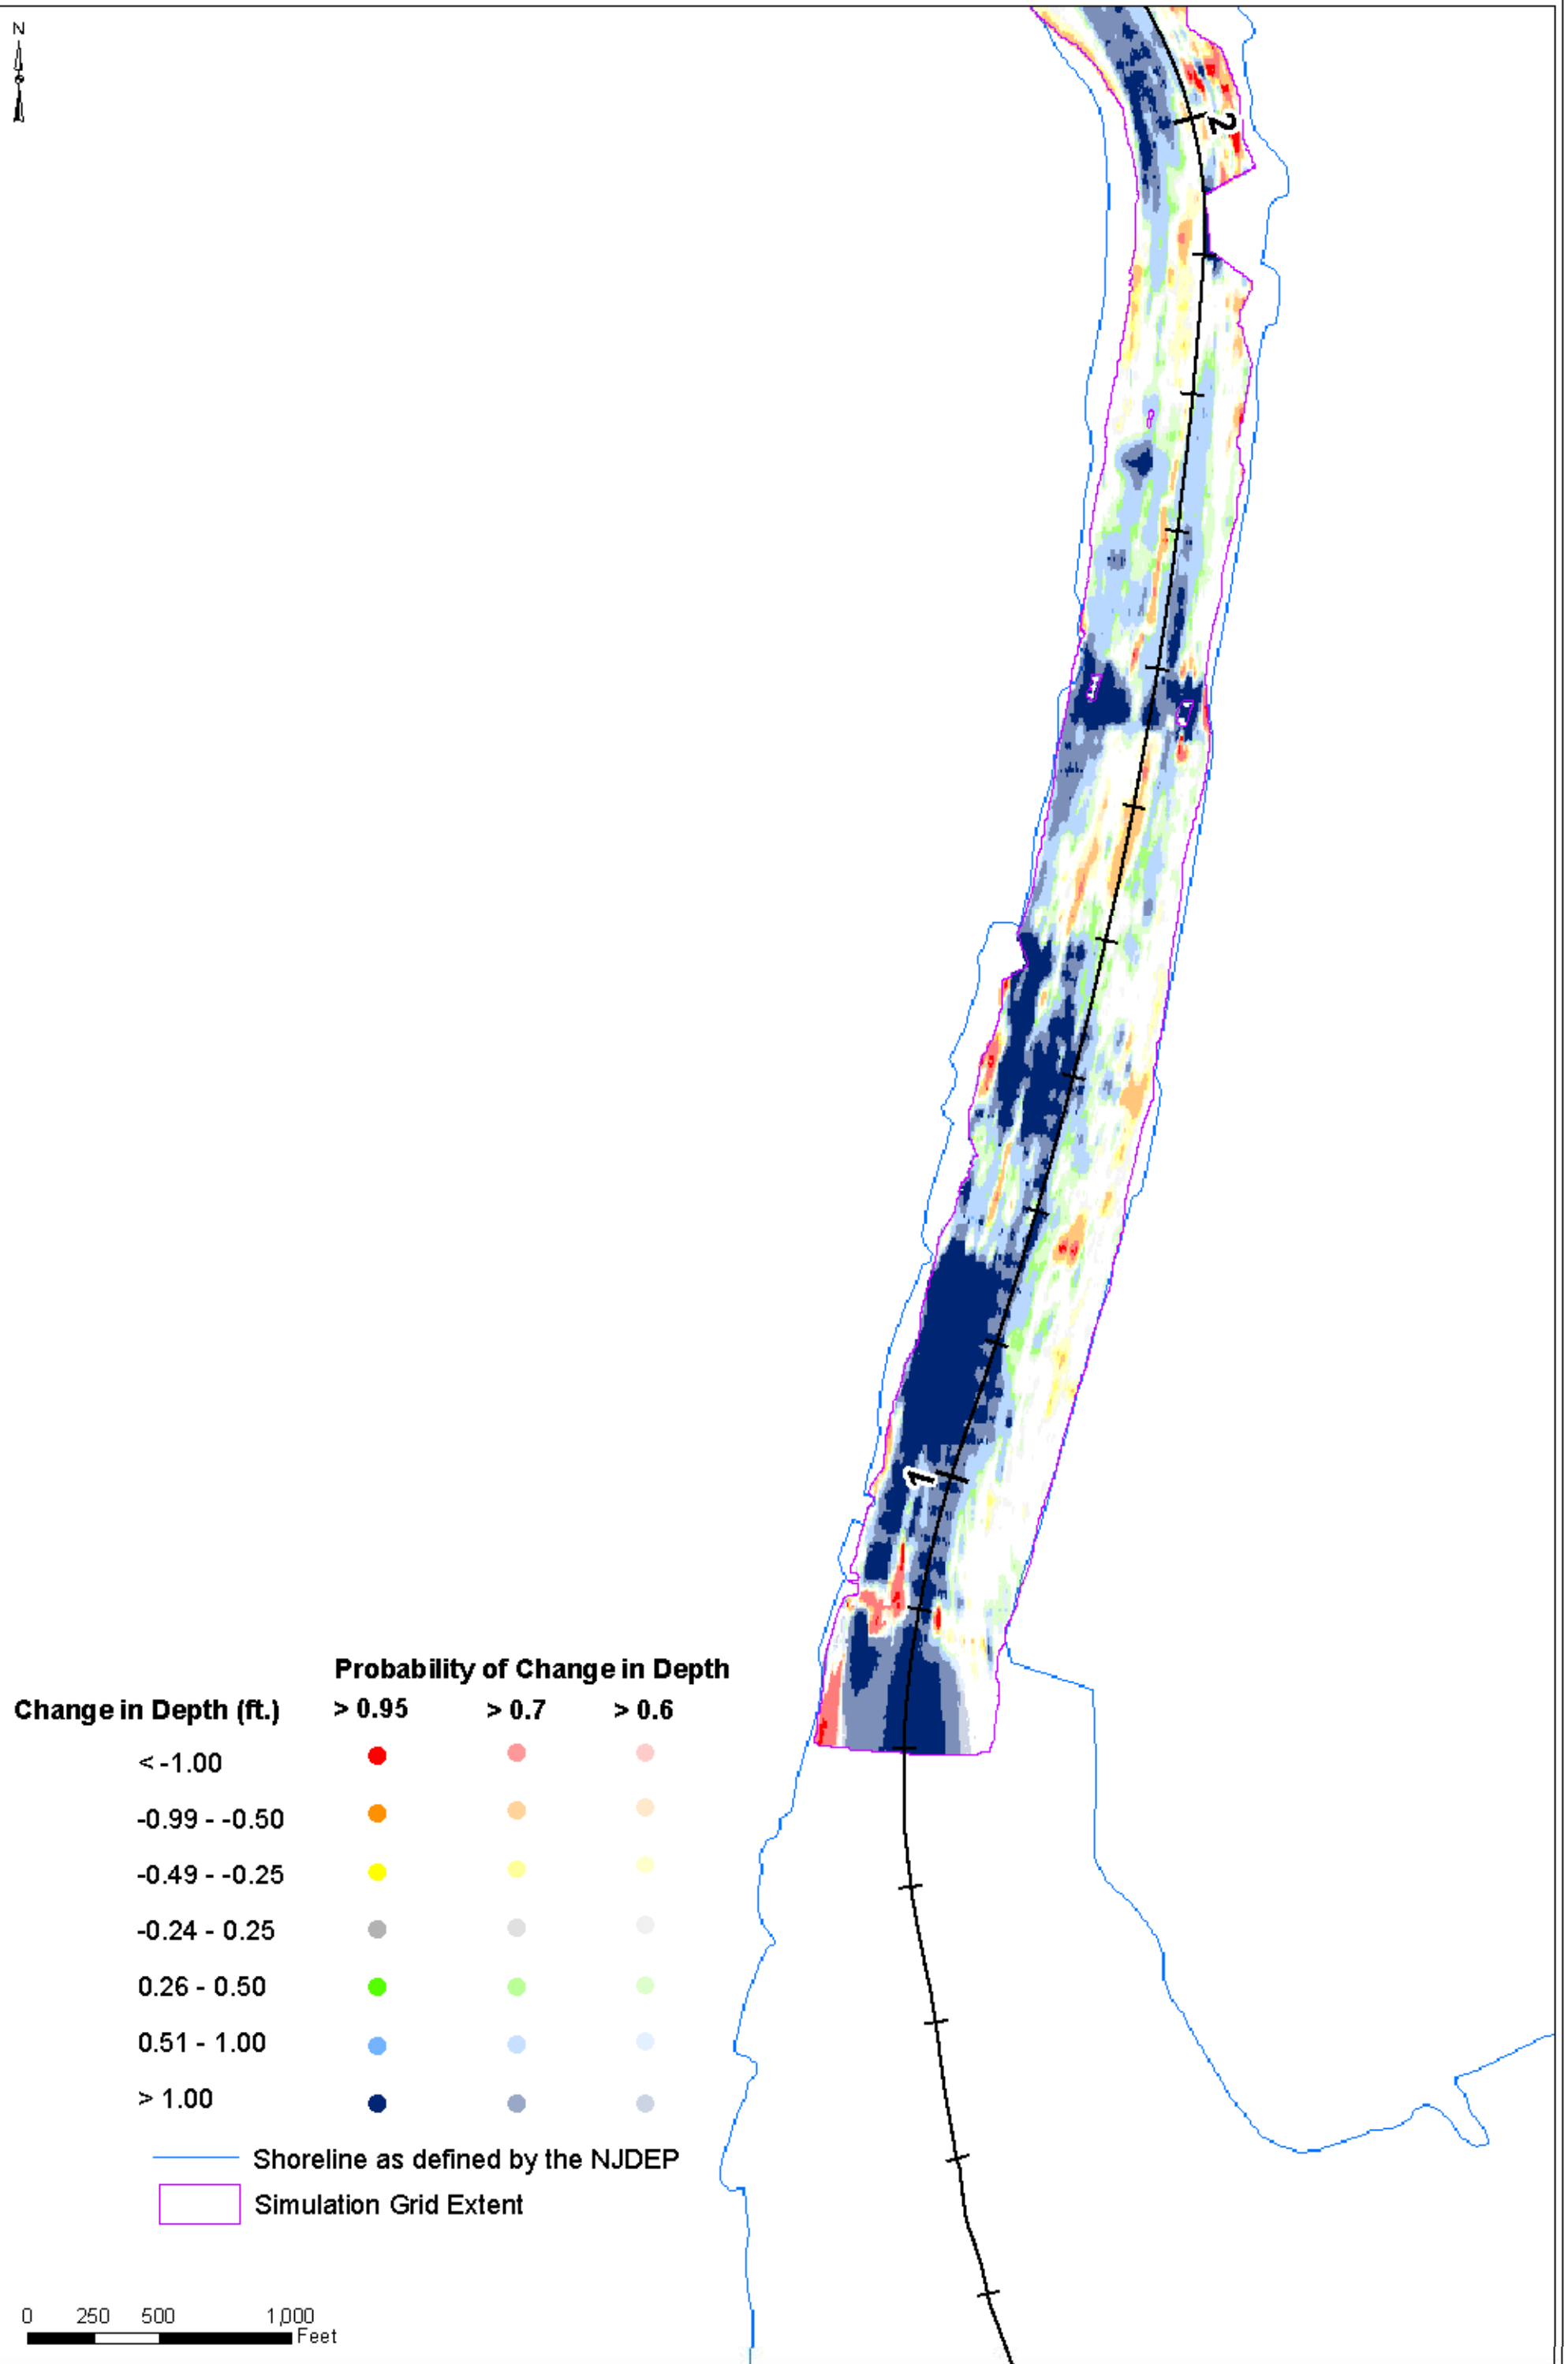 N
2
1
Probability of Change in Depth
Change in Depth (ft.) > 0.95 > 0.7 > 0.6
< -1.00
-0.99 - -0.50
-0.49 - -0.25
-0.24 - 0.25
0.26 - 0.50
0.51 - 1.00
> 1.00
Shoreline as defined by the NJDEP
Simulation Grid Extent
0 250 500 1,000
Feet